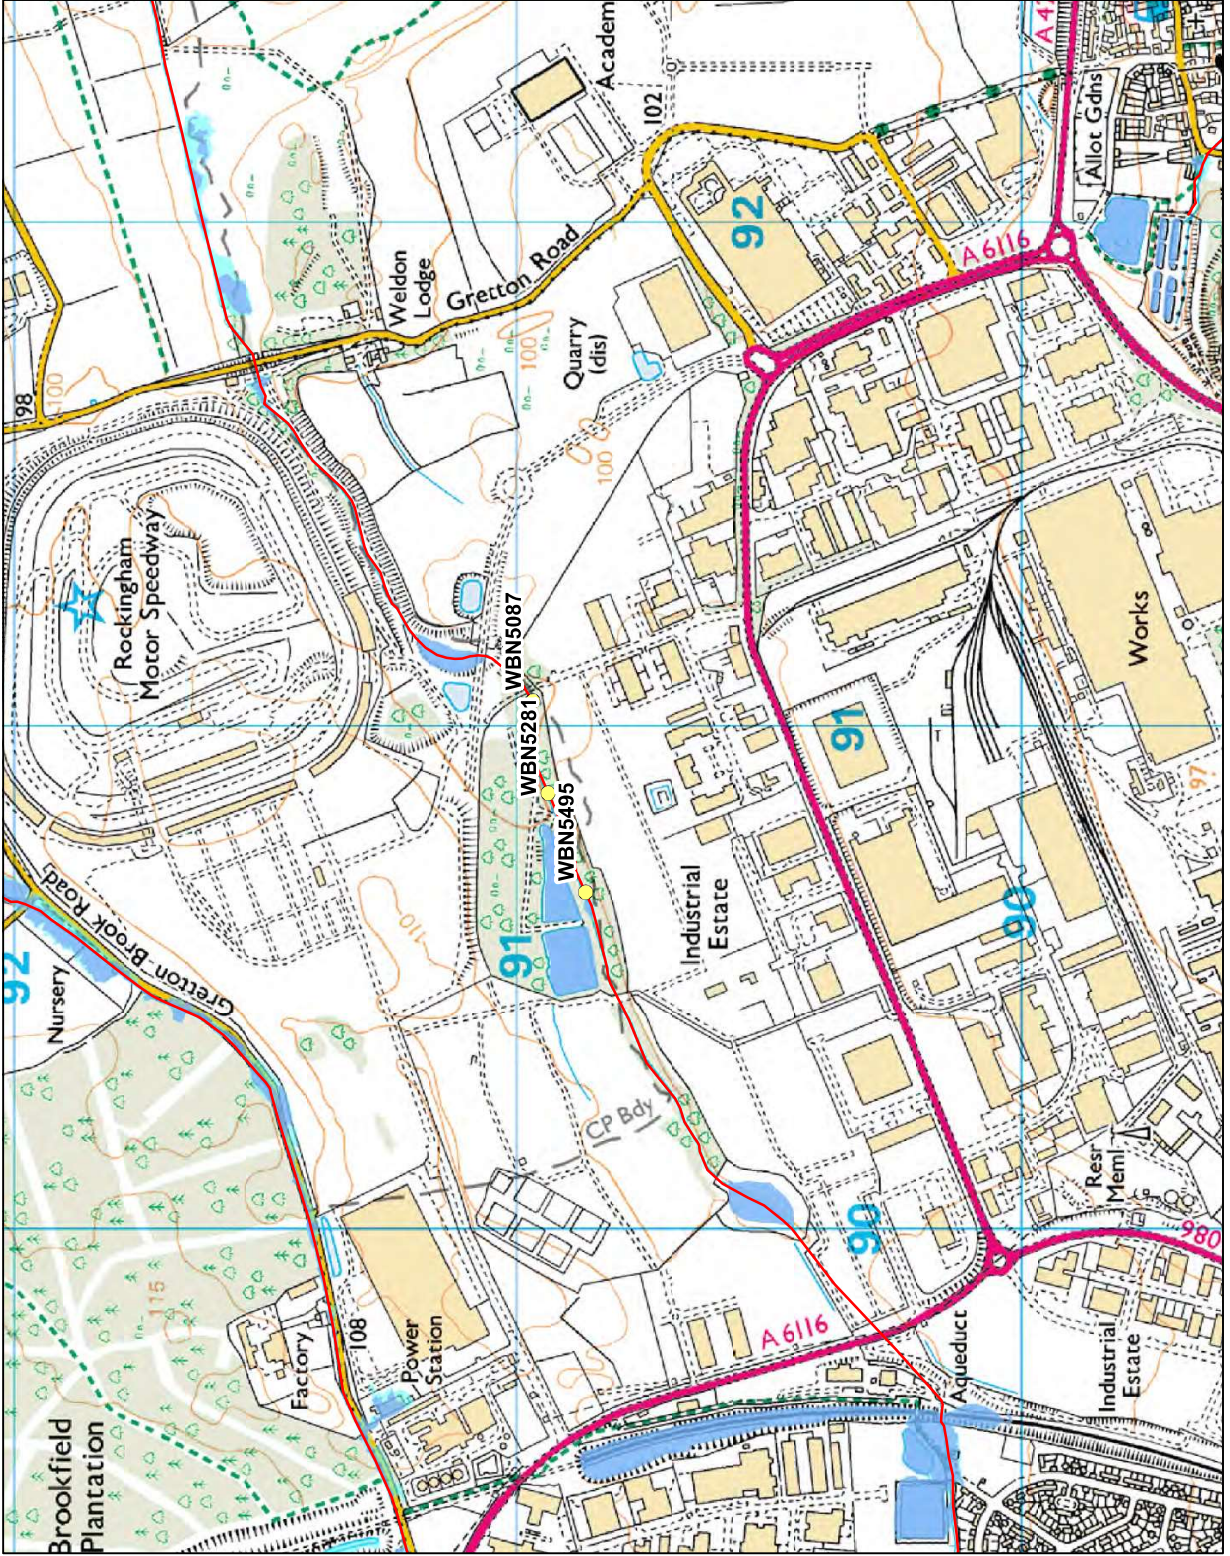 Brookfield
Plantation
Nursery
92
98
100
Rockingham
Motor Speedway
Gretton Brook Road
115
Factory
108
Power
Station
110
Weldon
Lodge
Gretton Road
WBN5087
WBN5281
WBN5495
91
100
Quarry
(dis)
100
CP Bdy
Academ
102
Industrial
Estate
92
A 6116
91
90
A 6116
Aqueduct
90
A 42
Allot Gdns
Resr
Meml
Works
Industrial
Estate
97
980